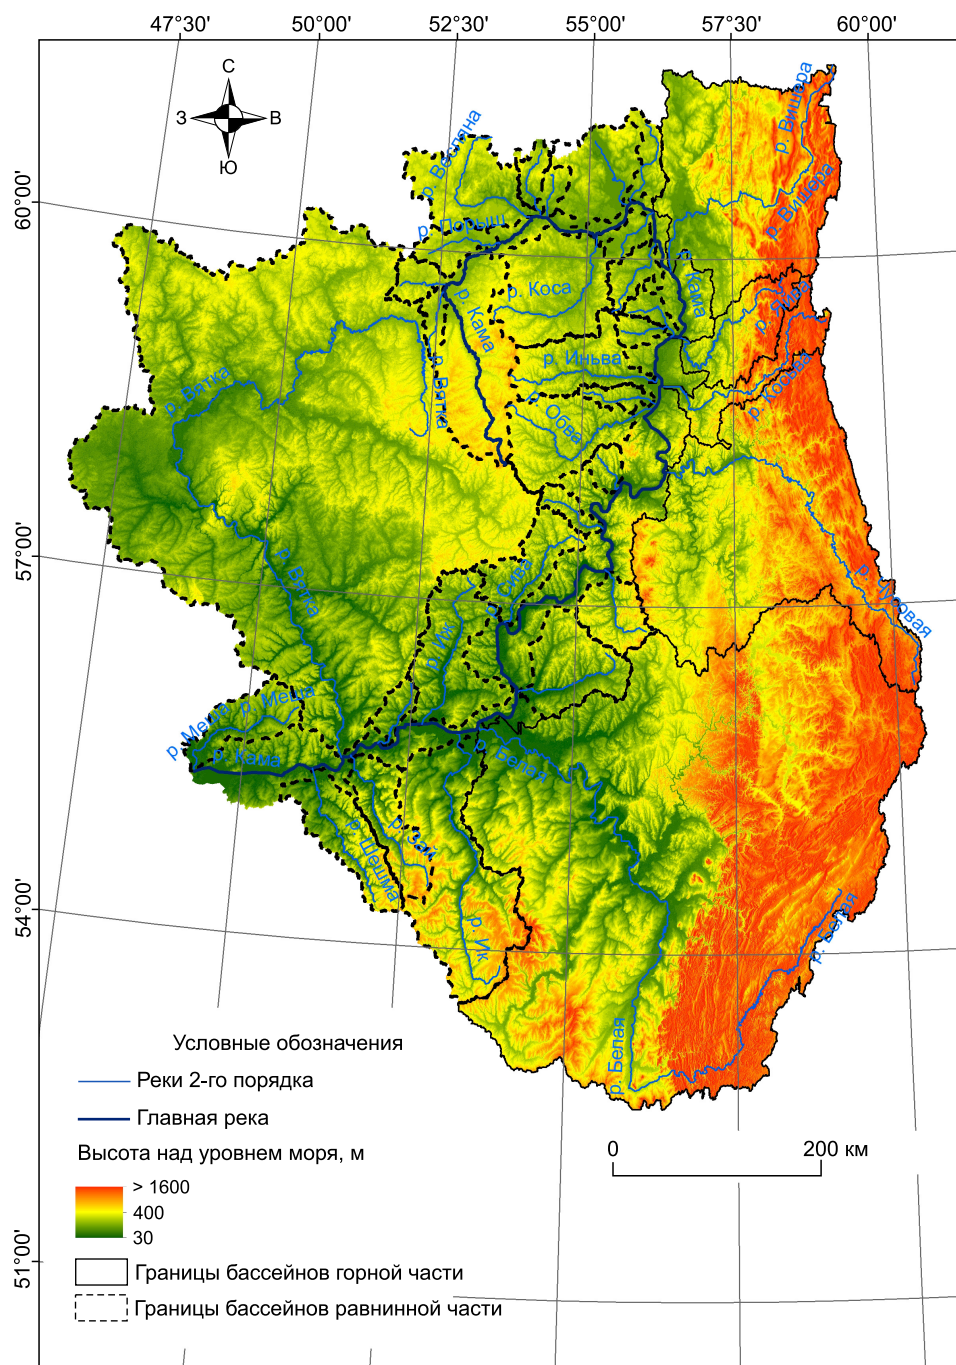 47°30' 50°00' 52°30' 55°00' 57°30' 60°00'
С
З В
Ю
60°00'
57°00'
54°00'
51°00'
р. Весляна
р. Вишера
р. Вишера
р. Порыш
р. Кама
р. Коса
р. Кама
р. Яйва
р. Иньва
р. Косьва
р. Вятка
р. Вятка
р. Обва
р. Вятка
р. Сива
р. Чусовая
р. Иж
р. Меша
р. Меша
р. Кама
р. Белая
р. Зай
р. Шешма
р. Ик
р. Белая
р. Белая
Условные обозначения
Реки 2-го порядка
Главная река
Высота над уровнем моря, м
> 1600
400
30
Границы бассейнов горной части
Границы бассейнов равнинной части
0 200 км